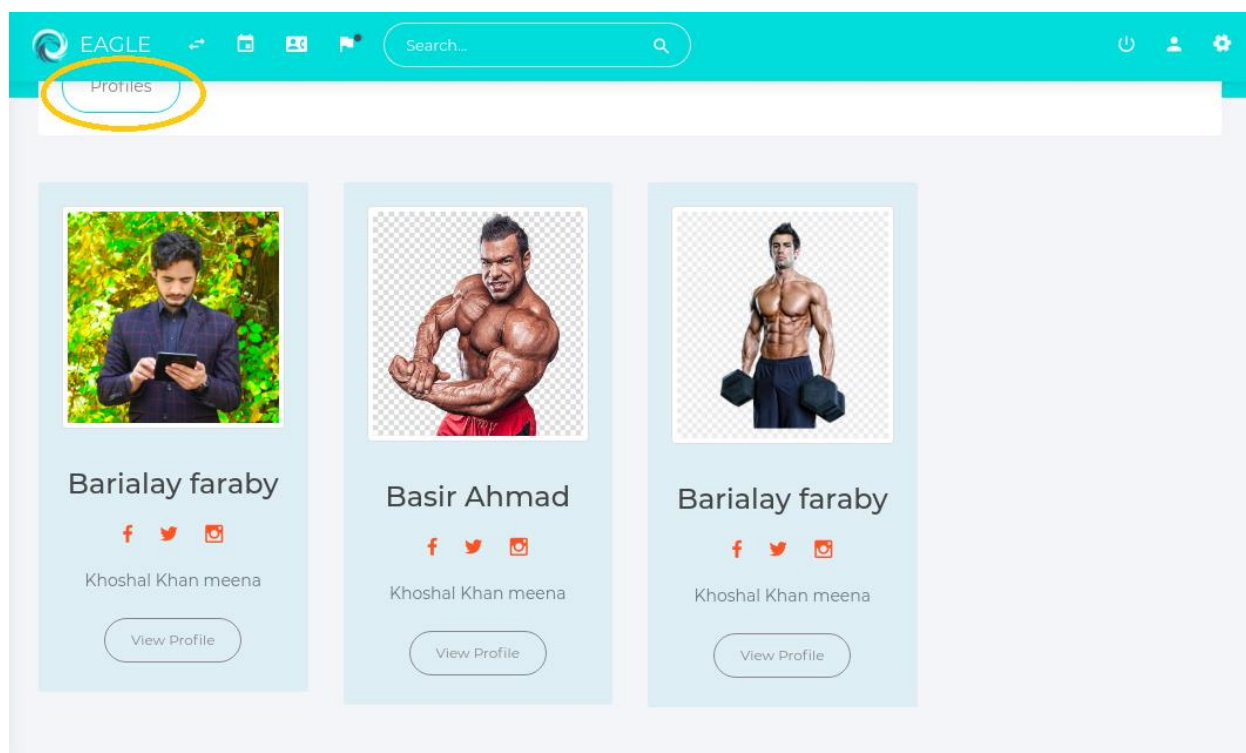 EAGLE
Search...
Profiles
Barialay faraby
Khoshal Khan meena
View Profile
Basir Ahmad
Khoshal Khan meena
View Profile
Barialay faraby
Khoshal Khan meena
View Profile